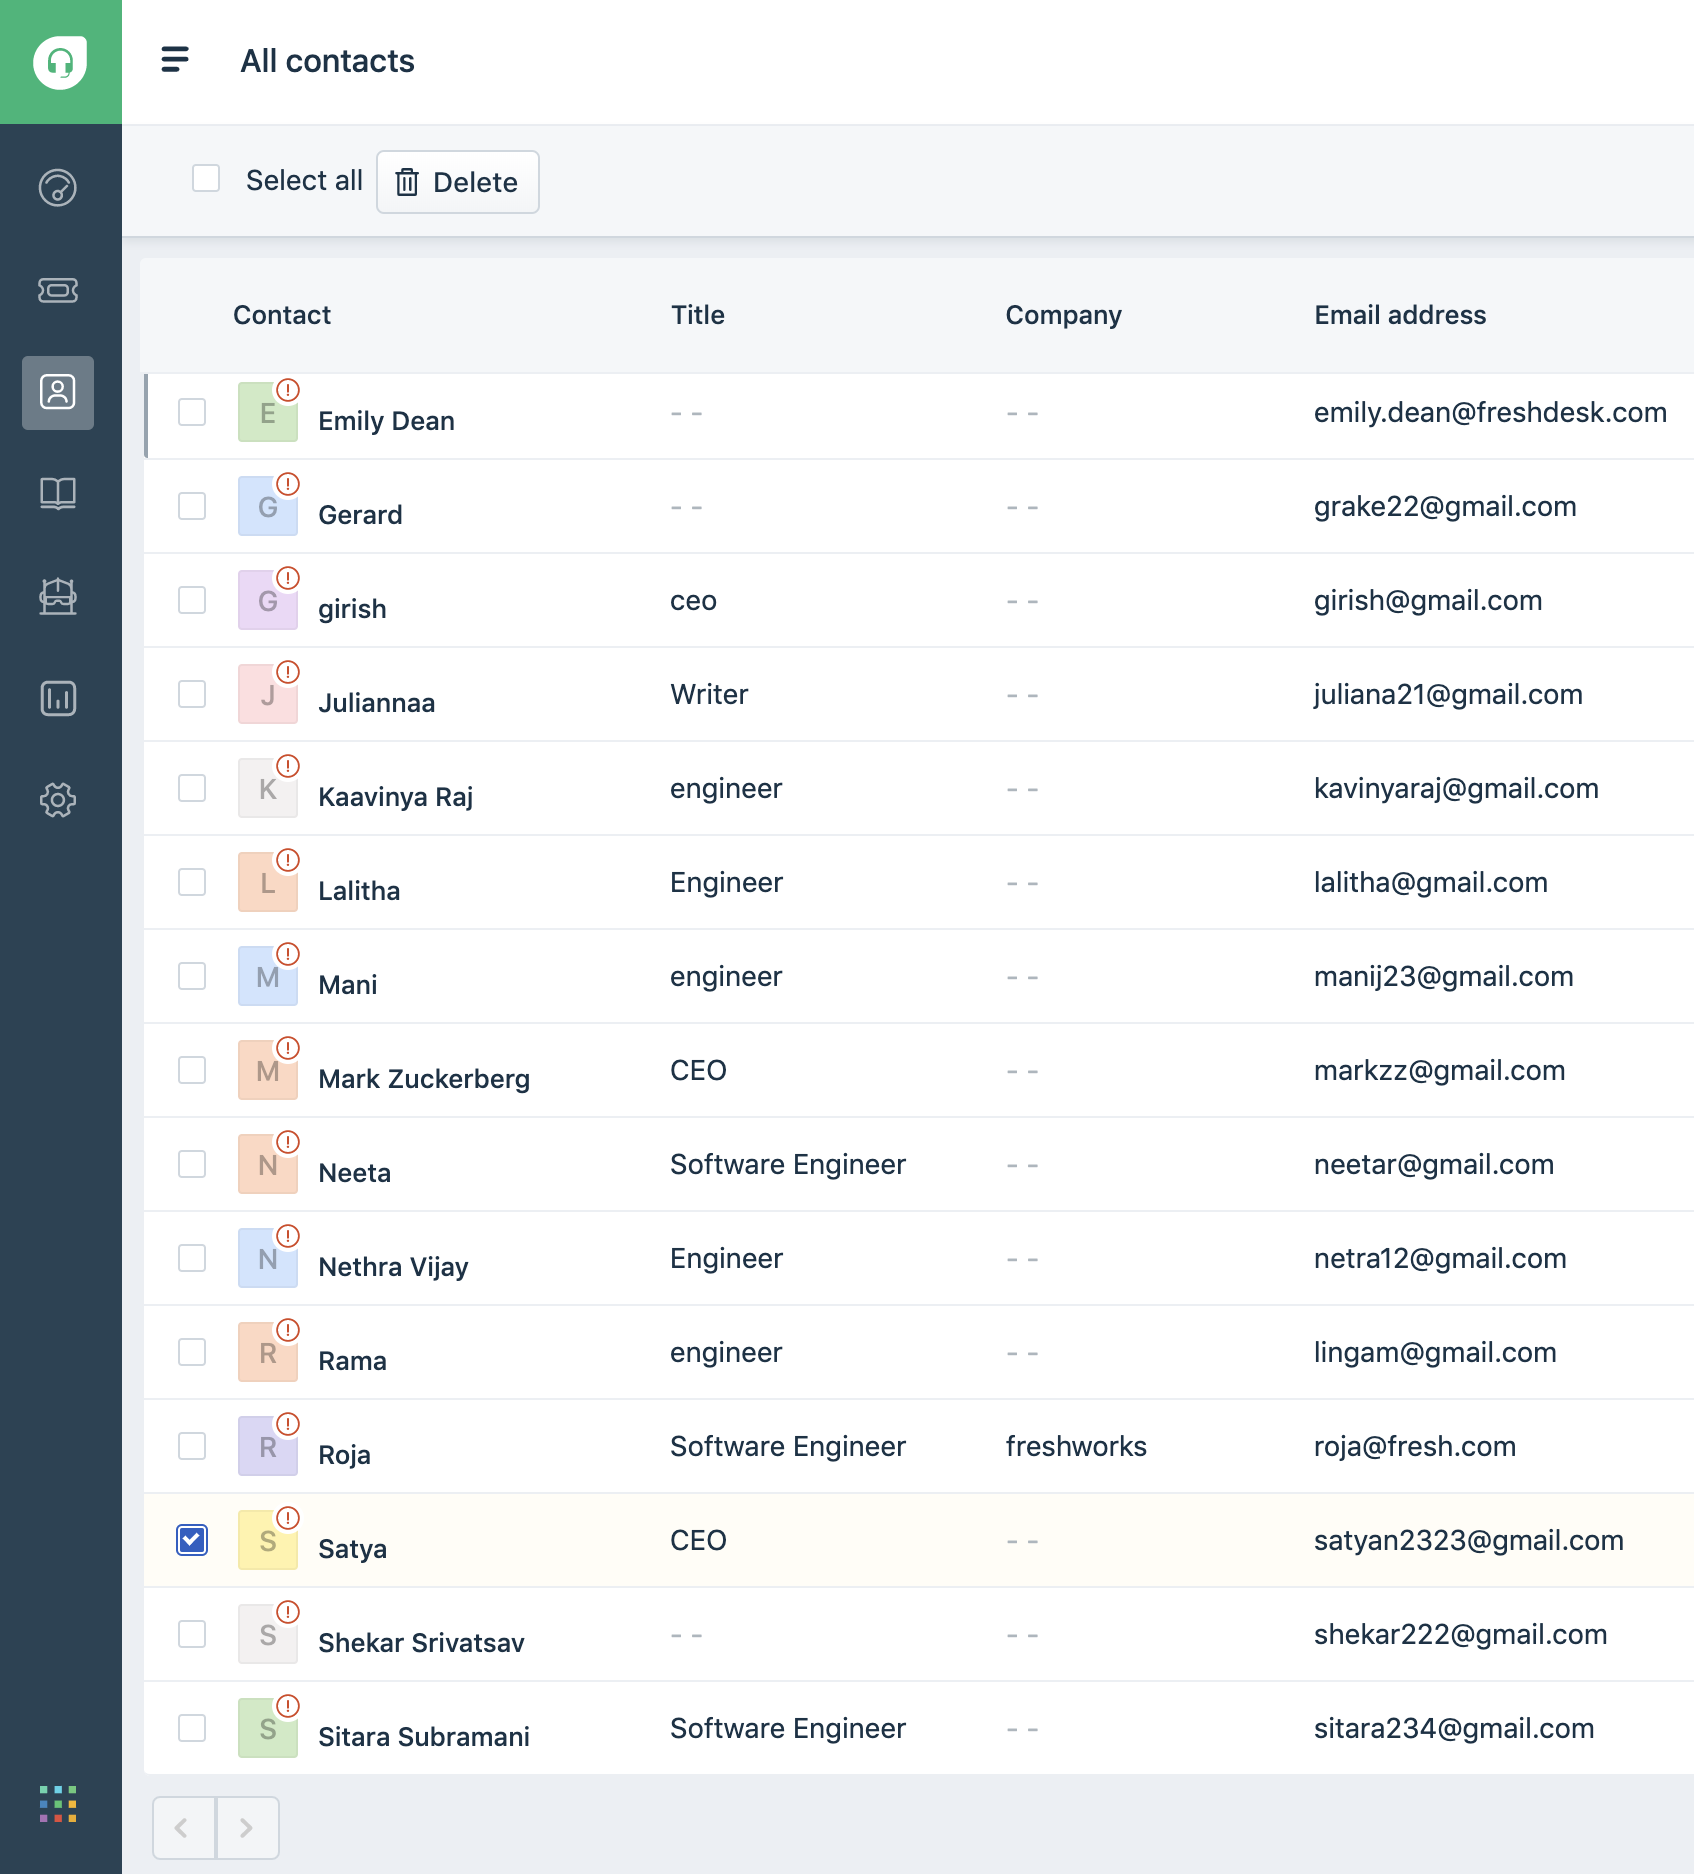 All contacts
Select all Delete
Contact Title Company Email address
E Emily Dean -- -- emily.dean@freshdesk.com
G Gerard -- -- grake22@gmail.com
G girish ceo -- girish@gmail.com
J Juliannaa Writer -- juliana21@gmail.com
K Kaavinya Raj engineer -- kavinyaraj@gmail.com
L Lalitha Engineer -- lalitha@gmail.com
M Mani engineer -- manij23@gmail.com
M Mark Zuckerberg CEO -- markzz@gmail.com
N Neeta Software Engineer -- neetar@gmail.com
N Nethra Vijay Engineer -- netra12@gmail.com
R Rama engineer -- lingam@gmail.com
R Roja Software Engineer freshworks roja@fresh.com
S Satya CEO -- satyan2323@gmail.com
S Shekar Srivatsav -- -- shekar222@gmail.com
S Sitara Subramani Software Engineer -- sitara234@gmail.com